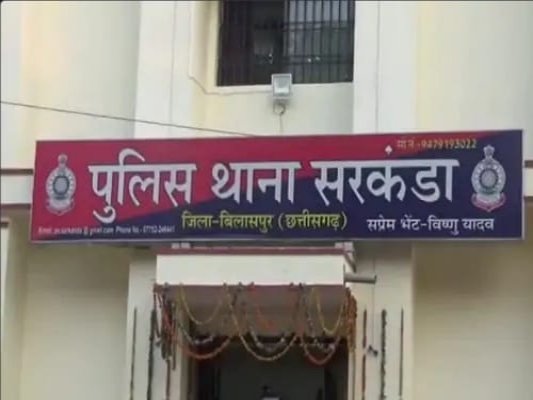 मो.नं.-9479193022
पुलिस थाना सरकंडा
जिला-बिलासपुर (छत्तीसगढ़)
सप्रेम भेंट-विष्णु यादव